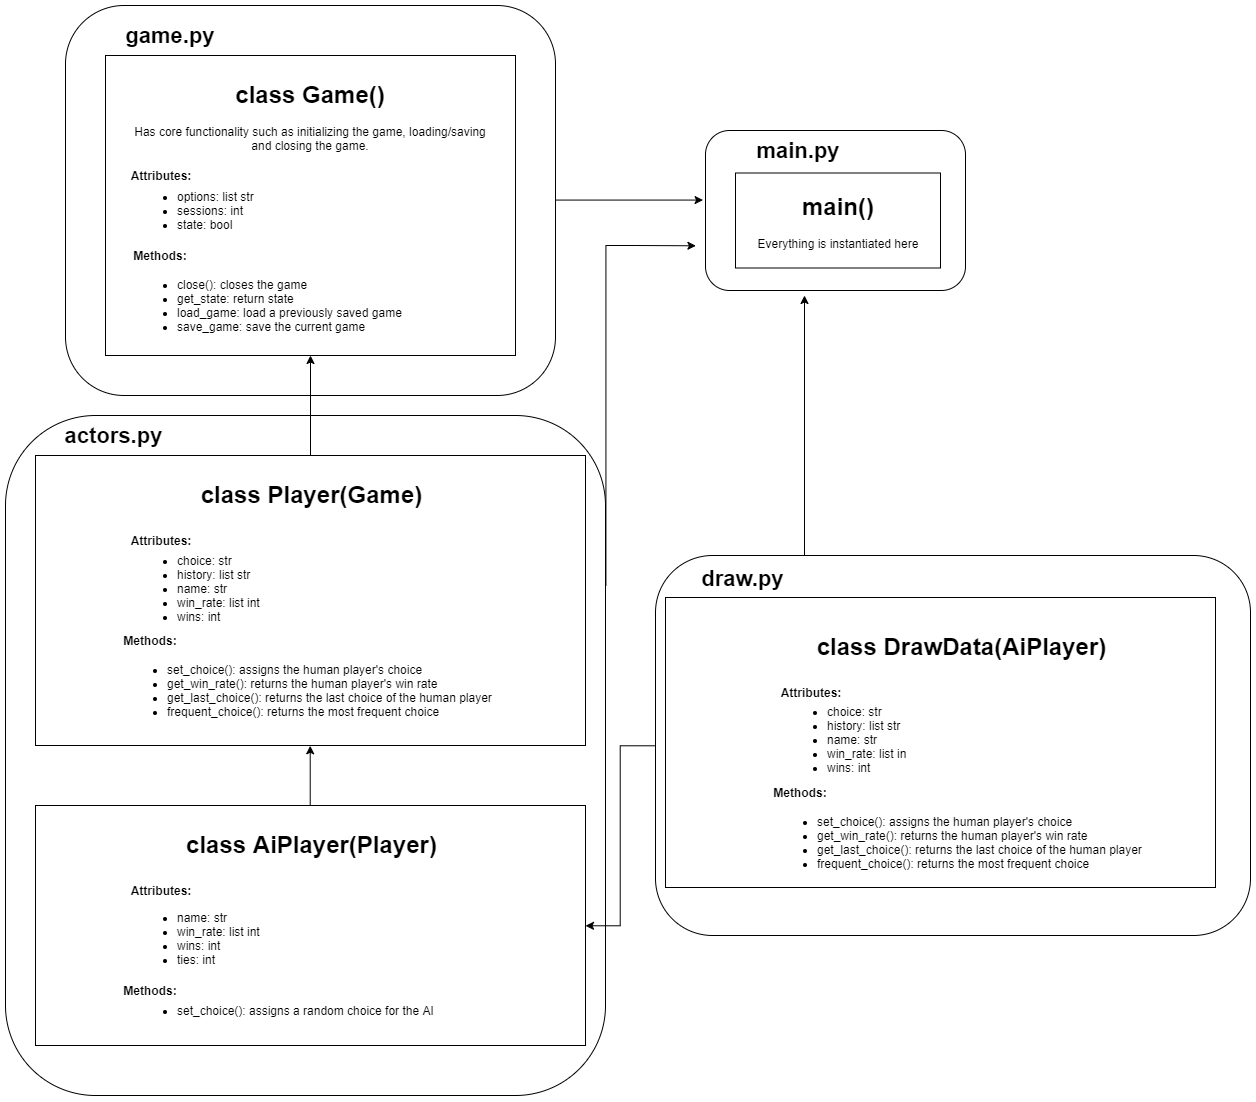 game.py
class Game()
Has core functionality such as initializing the game, loading/saving
and closing the game.
Attributes:
options: list str
sessions: int
state: bool
Methods:
close(): closes the game
get_state: return state
load_game: load a previously saved game
save_game: save the current game
main.py
main()
Everything is instantiated here
actors.py
class Player(Game)
Attributes:
choice: str
history: list str
name: str
win_rate: list int
wins: int
Methods:
set_choice(): assigns the human player's choice
get_win_rate(): returns the human player's win rate
get_last_choice(): returns the last choice of the human player
frequent_choice(): returns the most frequent choice
class AiPlayer(Player)
Attributes:
name: str
win_rate: list int
wins: int
ties: int
Methods:
set_choice(): assigns a random choice for the AI
draw.py
class DrawData(AiPlayer)
Attributes:
choice: str
history: list str
name: str
win_rate: list in
wins: int
Methods:
set_choice(): assigns the human player's choice
get_win_rate(): returns the human player's win rate
get_last_choice(): returns the last choice of the human player
frequent_choice(): returns the most frequent choice